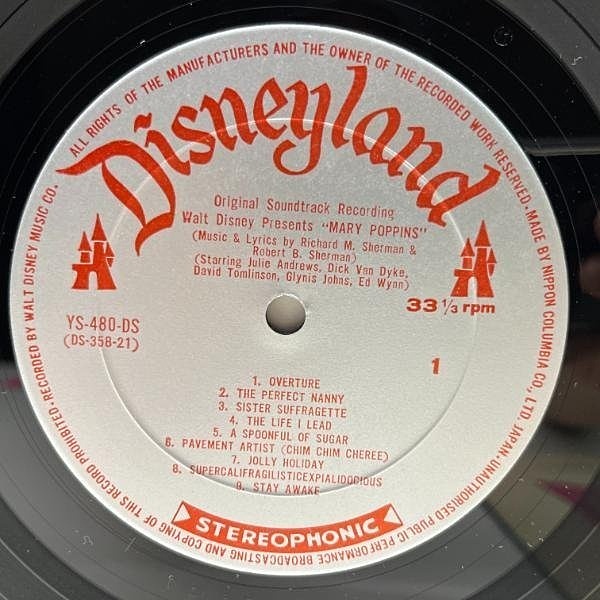 ALL RIGHTS OF THE MANUFACTURERS AND THE OWNER OF THE RECORDED WORK RESERVED · MADE BY NIPPON COLUMBIA CO., LTD. JAPAN · UNAUTHORISED PUBLIC PERFORMANCE BROADCASTING AND COPYING OF THIS RECORD PROHIBITED · RECORDED BY WALT DISNEY MUSIC CO.
Disneyland
Original Soundtrack Recording
Walt Disney Presents "MARY POPPINS"
(Music & Lyrics by Richard M. Sherman &
Robert B. Sherman)
(Starring Julie Andrews, Dick Van Dyke,
David Tomlinson, Glynis Johns, Ed Wynn)
33 1/3 rpm
YS-480-DS
(DS-358-21)
1
1. OVERTURE
2. THE PERFECT NANNY
3. SISTER SUFFRAGETTE
4. THE LIFE I LEAD
5. A SPOONFUL OF SUGAR
6. PAVEMENT ARTIST (CHIM CHIM CHEREE)
7. JOLLY HOLIDAY
8. SUPERCALIFRAGILISTICEXPIALIDOCIOUS
9. STAY AWAKE
STEREOPHONIC